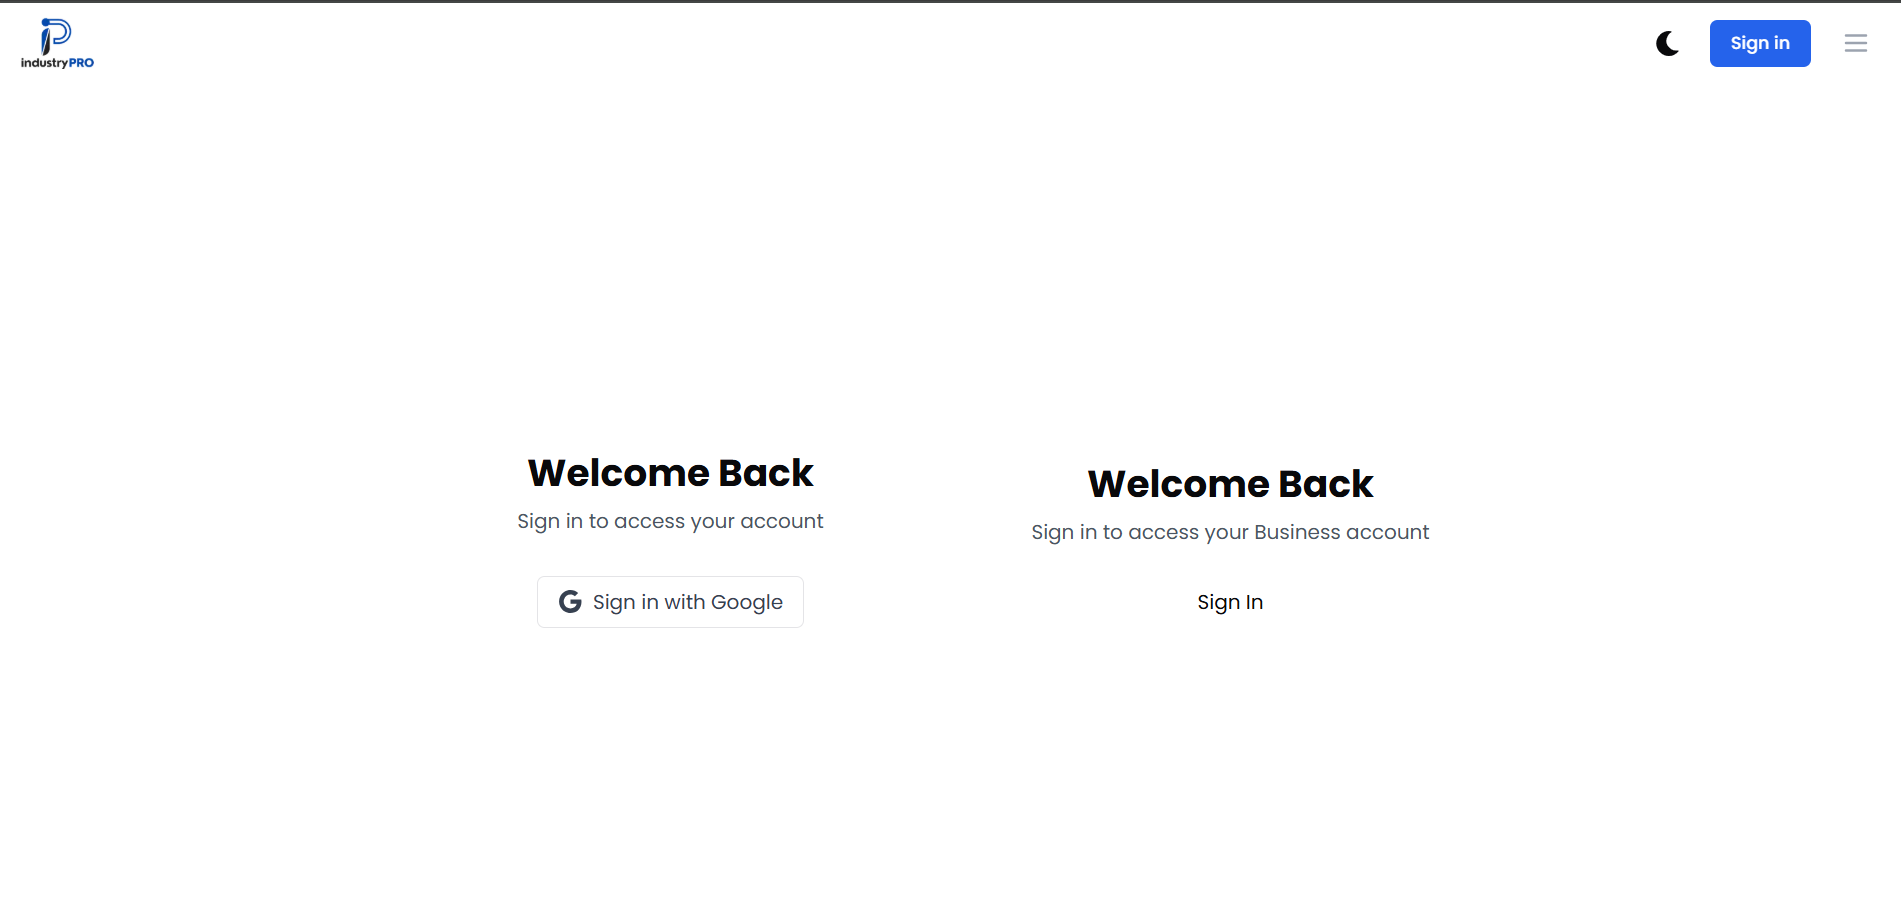 industryPRO
Sign in
Welcome Back
Sign in to access your account
Sign in with Google
Welcome Back
Sign in to access your Business account
Sign In